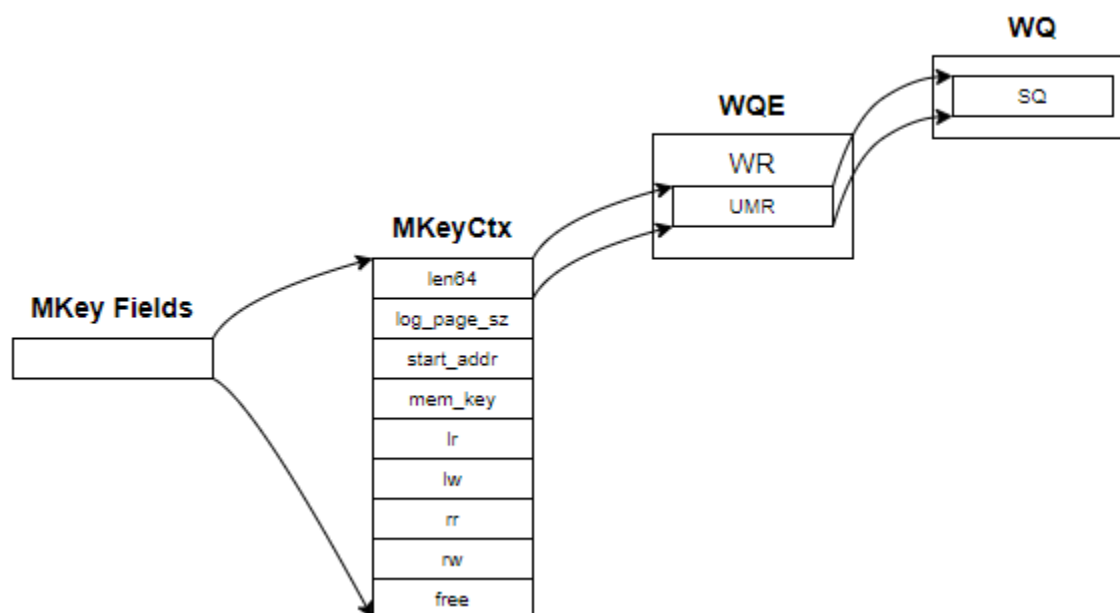 WQ
SQ
WQE
WR
UMR
MKeyCtx
len64
log_page_sz
start_addr
mem_key
lr
lw
rr
rw
free
MKey Fields